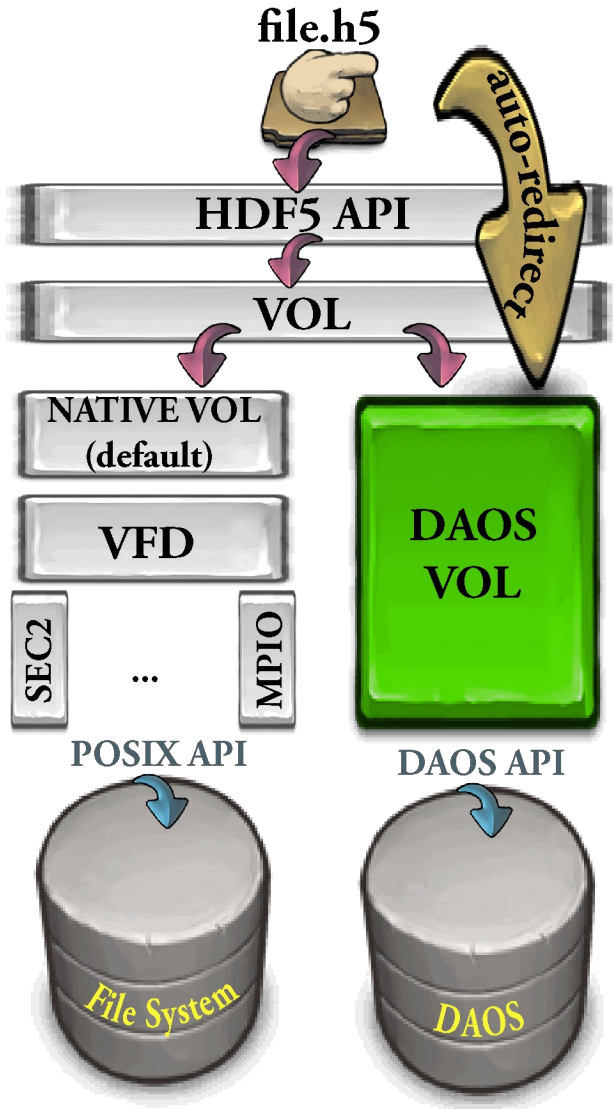 file.h5
auto-redirect
HDF5 API
VOL
NATIVE VOL
(default)
VFD
SEC2
...
MPIO
DAOS
VOL
POSIX API
DAOS API
File System
DAOS